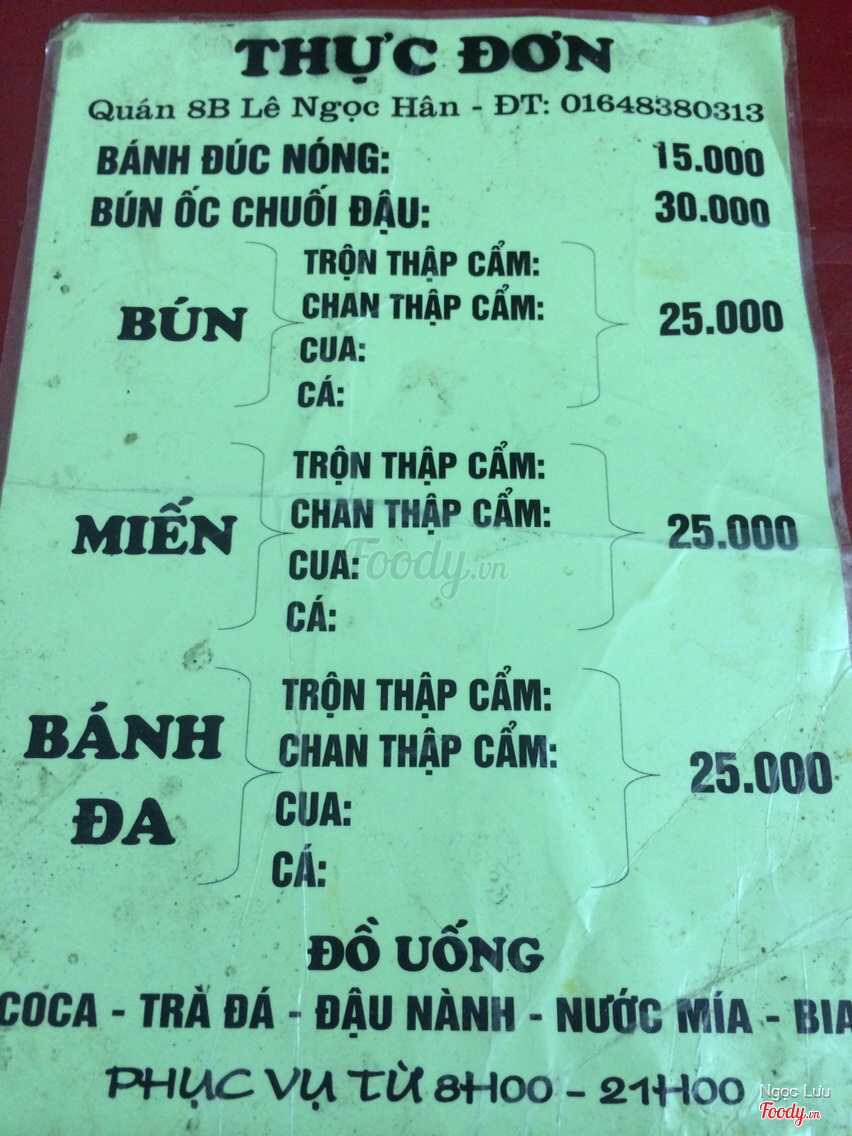 THỰC ĐƠN
Quán 8B Lê Ngọc Hân - ĐT: 01648380313
BÁNH ĐÚC NÓNG: 15.000
BÚN ỐC CHUỐI ĐẬU: 30.000
BÚN
TRỘN THẬP CẨM:
CHAN THẬP CẨM:
CUA:
CÁ:
25.000
MIẾN
TRỘN THẬP CẨM:
CHAN THẬP CẨM:
CUA:
CÁ:
25.000
Foody.vn
BÁNH
ĐA
TRỘN THẬP CẨM:
CHAN THẬP CẨM:
CUA:
CÁ:
25.000
ĐỒ UỐNG
COCA - TRÀ ĐÁ - ĐẬU NÀNH - NƯỚC MÍA - BIA
PHỤC VỤ TỪ 8H00 - 21H00
Ngọc Lưu
Foody.vn